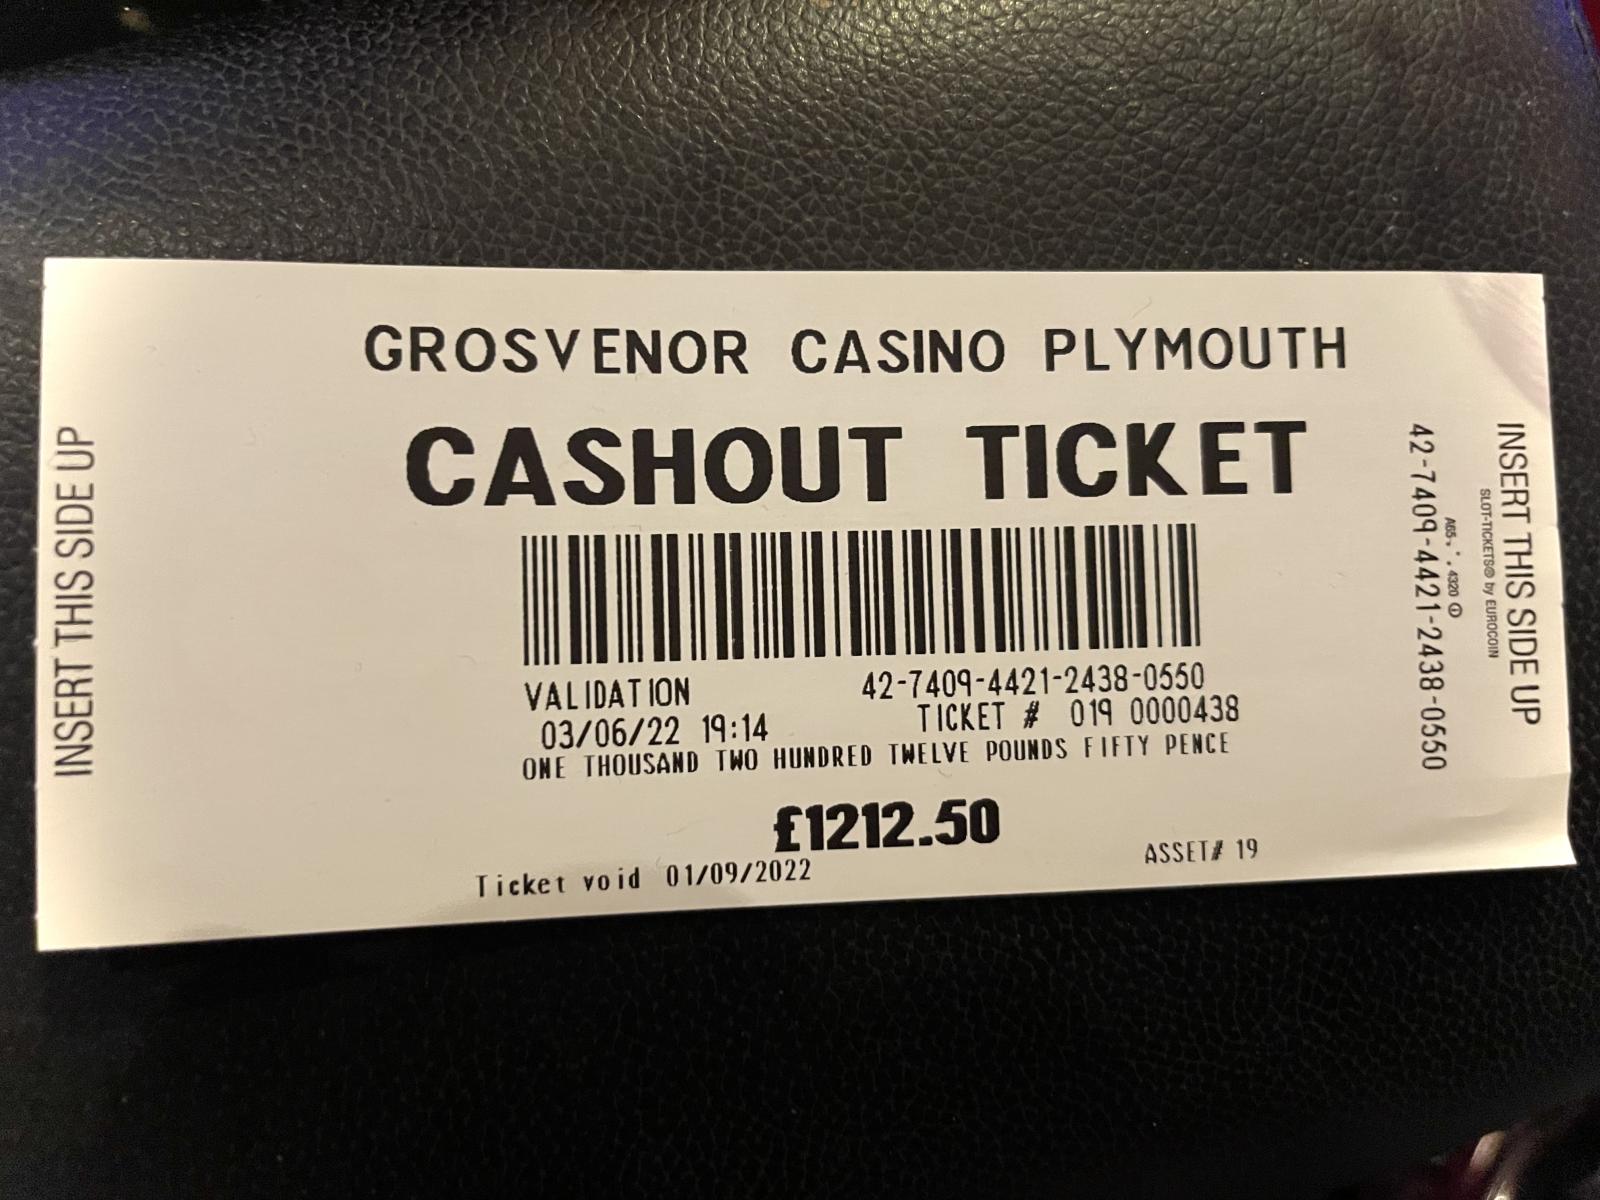 GROSVENOR CASINO PLYMOUTH
CASHOUT TICKET
INSERT THIS SIDE UP
VALIDATION 42-7409-4421-2438-0550
03/06/22 19:14 TICKET # 019 0000438
ONE THOUSAND TWO HUNDRED TWELVE POUNDS FIFTY PENCE
£1212.50
Ticket void 01/09/2022 ASSET# 19
42-7409-4421-2438-0550
SLOT-TICKETS® by EUROCOIN
INSERT THIS SIDE UP